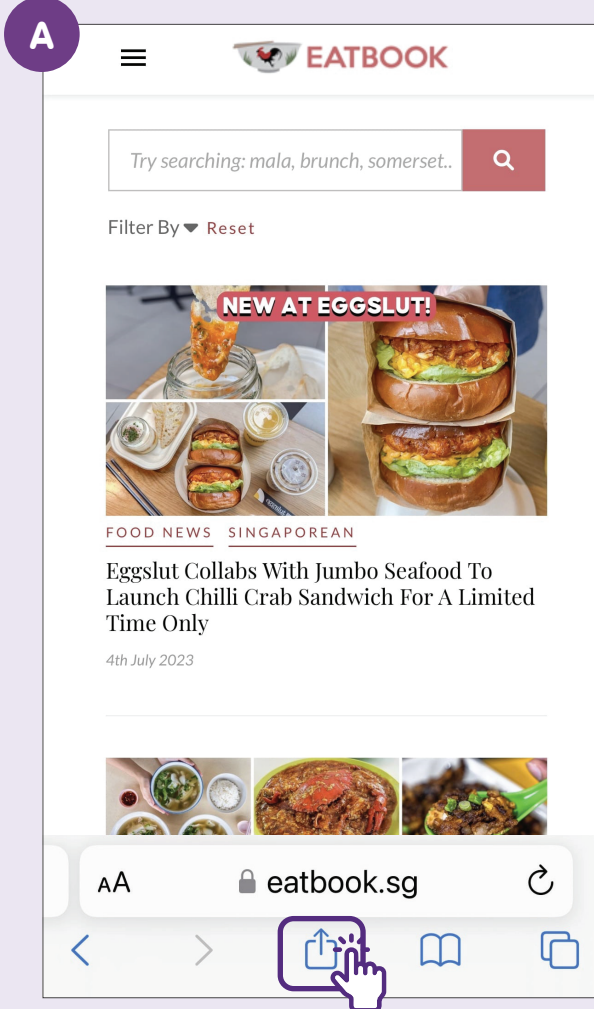 A
EATBOOK
Try searching: mala, brunch, somerset..
Filter By Reset
NEW AT EGGSLUT!
FOOD NEWS SINGAPOREAN
Eggslut Collabs With Jumbo Seafood To
Launch Chilli Crab Sandwich For A Limited
Time Only
4th July 2023
AA eatbook.sg